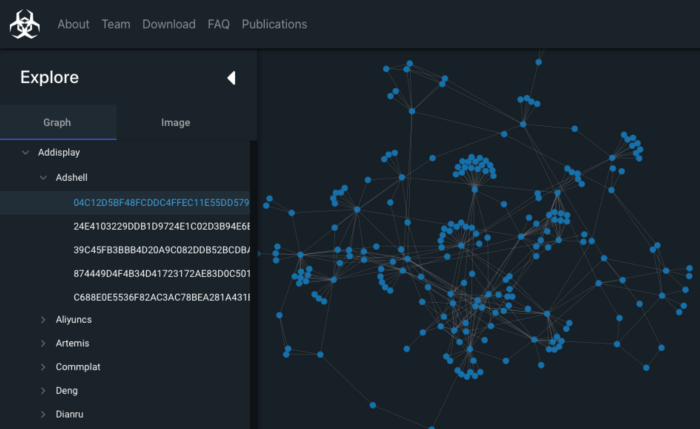 About Team Download FAQ Publications
Explore
Graph Image
Addisplay
Adshell
04C12D5BF48FCDDC4FFEC11E55DD579
24E4103229DDB1D9724E1C02D3B94E6E
39C45FB3BBB4D20A9C082DDB52BCDBA
874449D4F4B34D41723172AE83D0C501
C688E0E5536F82AC3AC78BEA281A431E
Aliyuncs
Artemis
Commplat
Deng
Dianru